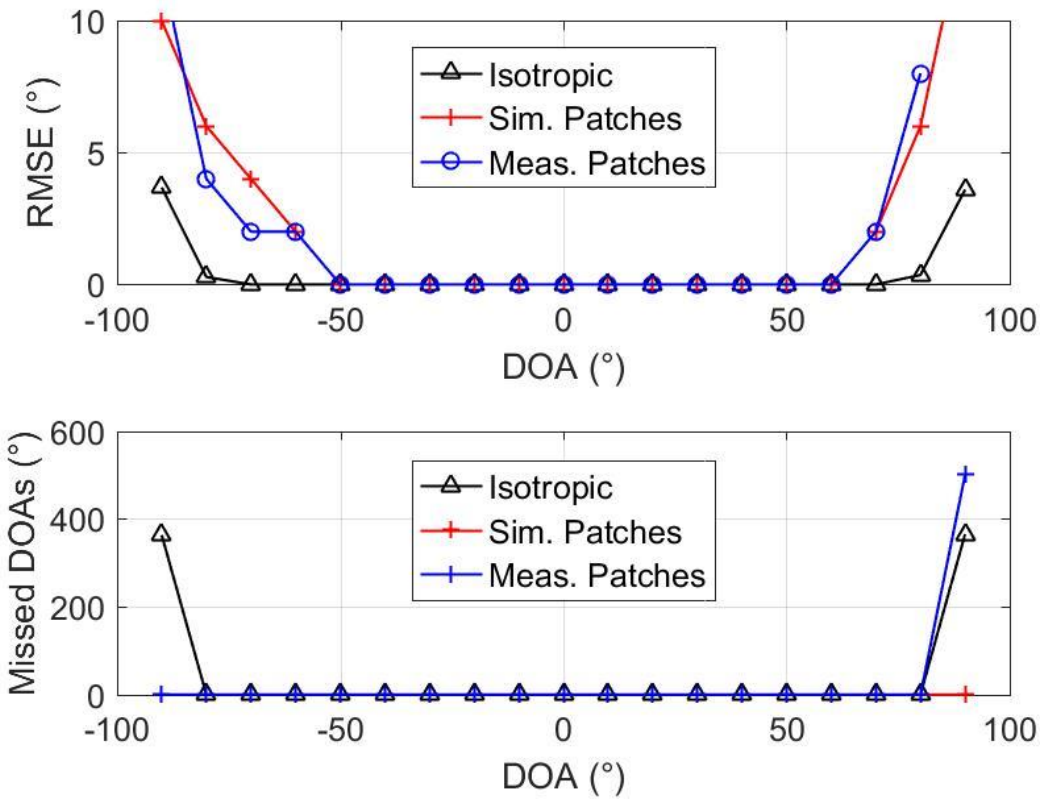 10
5
0
RMSE (°)
Isotropic
Sim. Patches
Meas. Patches
-100 -50 0 50 100
DOA (°)
600
400
200
0
Missed DOAs (°)
Isotropic
Sim. Patches
Meas. Patches
-100 -50 0 50 100
DOA (°)